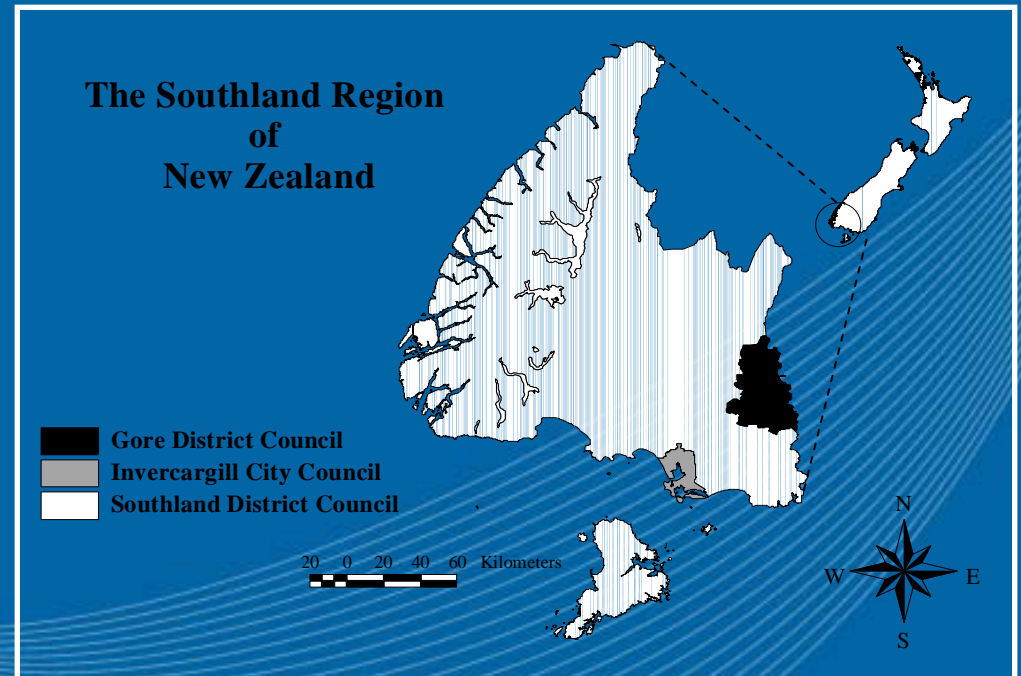 The Southland Region
of
New Zealand
Gore District Council
Invercargill City Council
Southland District Council
20 0 20 40 60 Kilometers
N
W E
S